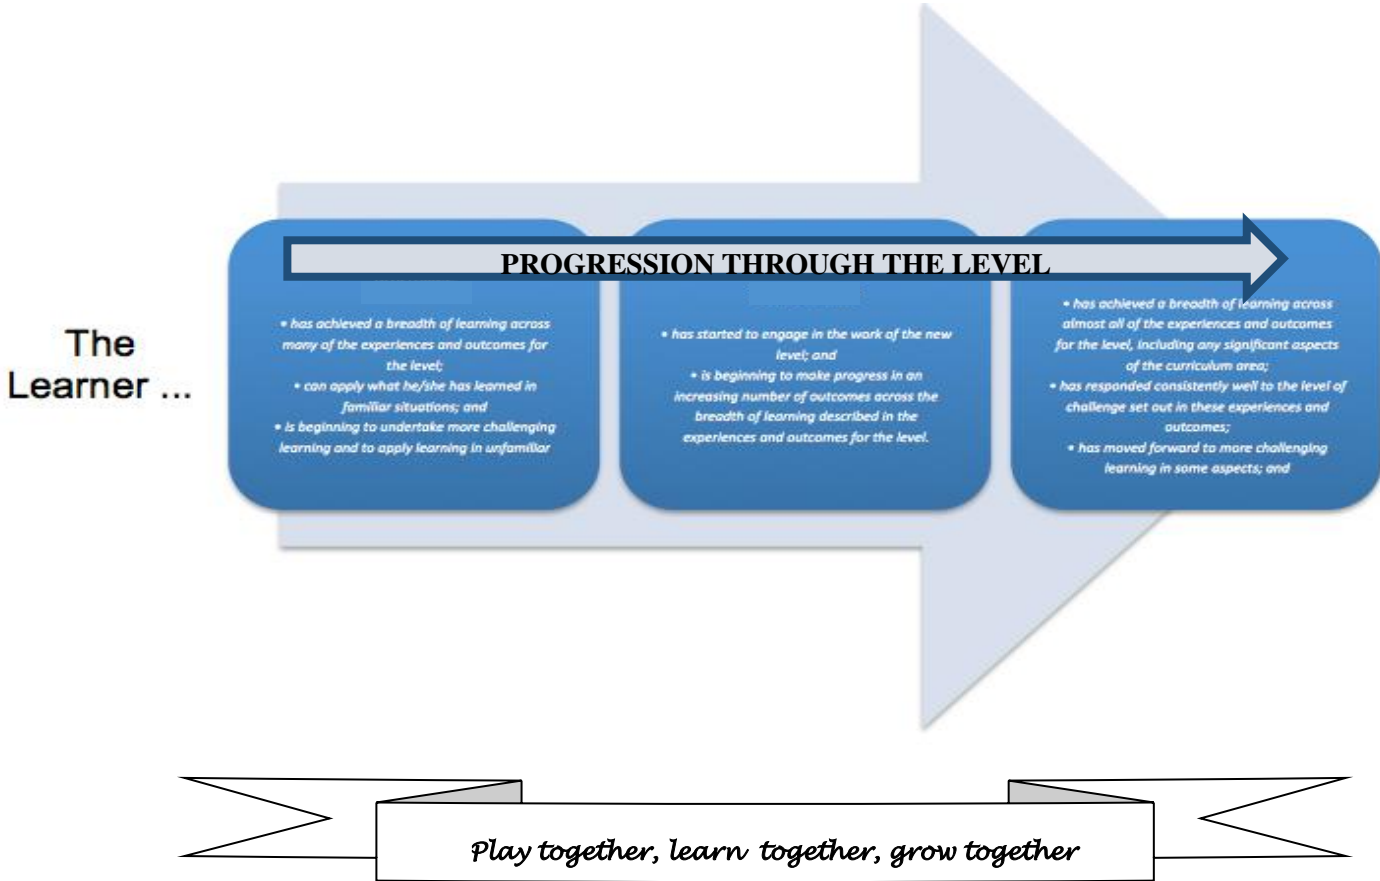 PROGRESSION THROUGH THE LEVEL
The
Learner ...
• has achieved a breadth of learning across
many of the experiences and outcomes for
the level;
• can apply what he/she has learned in
familiar situations; and
• is beginning to undertake more challenging
learning and to apply learning in unfamiliar
• has started to engage in the work of the new
level; and
• is beginning to make progress in an
increasing number of outcomes across the
breadth of learning described in the
experiences and outcomes for the level.
• has achieved a breadth of learning across
almost all of the experiences and outcomes
for the level, including any significant aspects
of the curriculum area;
• has responded consistently well to the level of
challenge set out in these experiences and
outcomes;
• has moved forward to more challenging
learning in some aspects; and
Play together, learn together, grow together